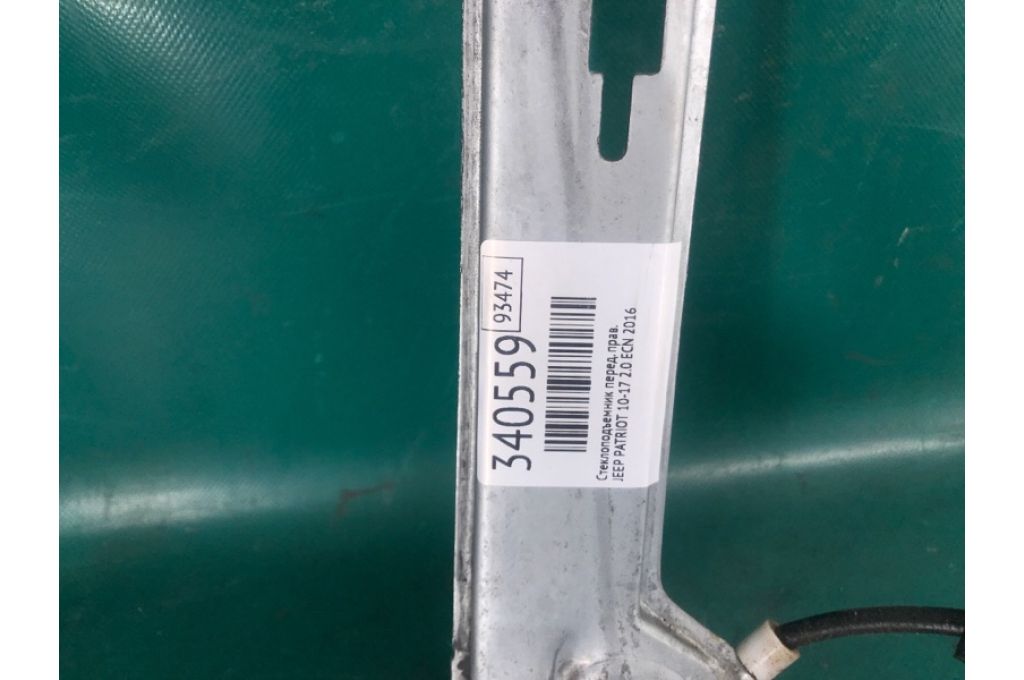 340559
93474
Стеклоподъемник перед. прав.
JEEP PATRIOT 10-17 2.0 ECN 2016